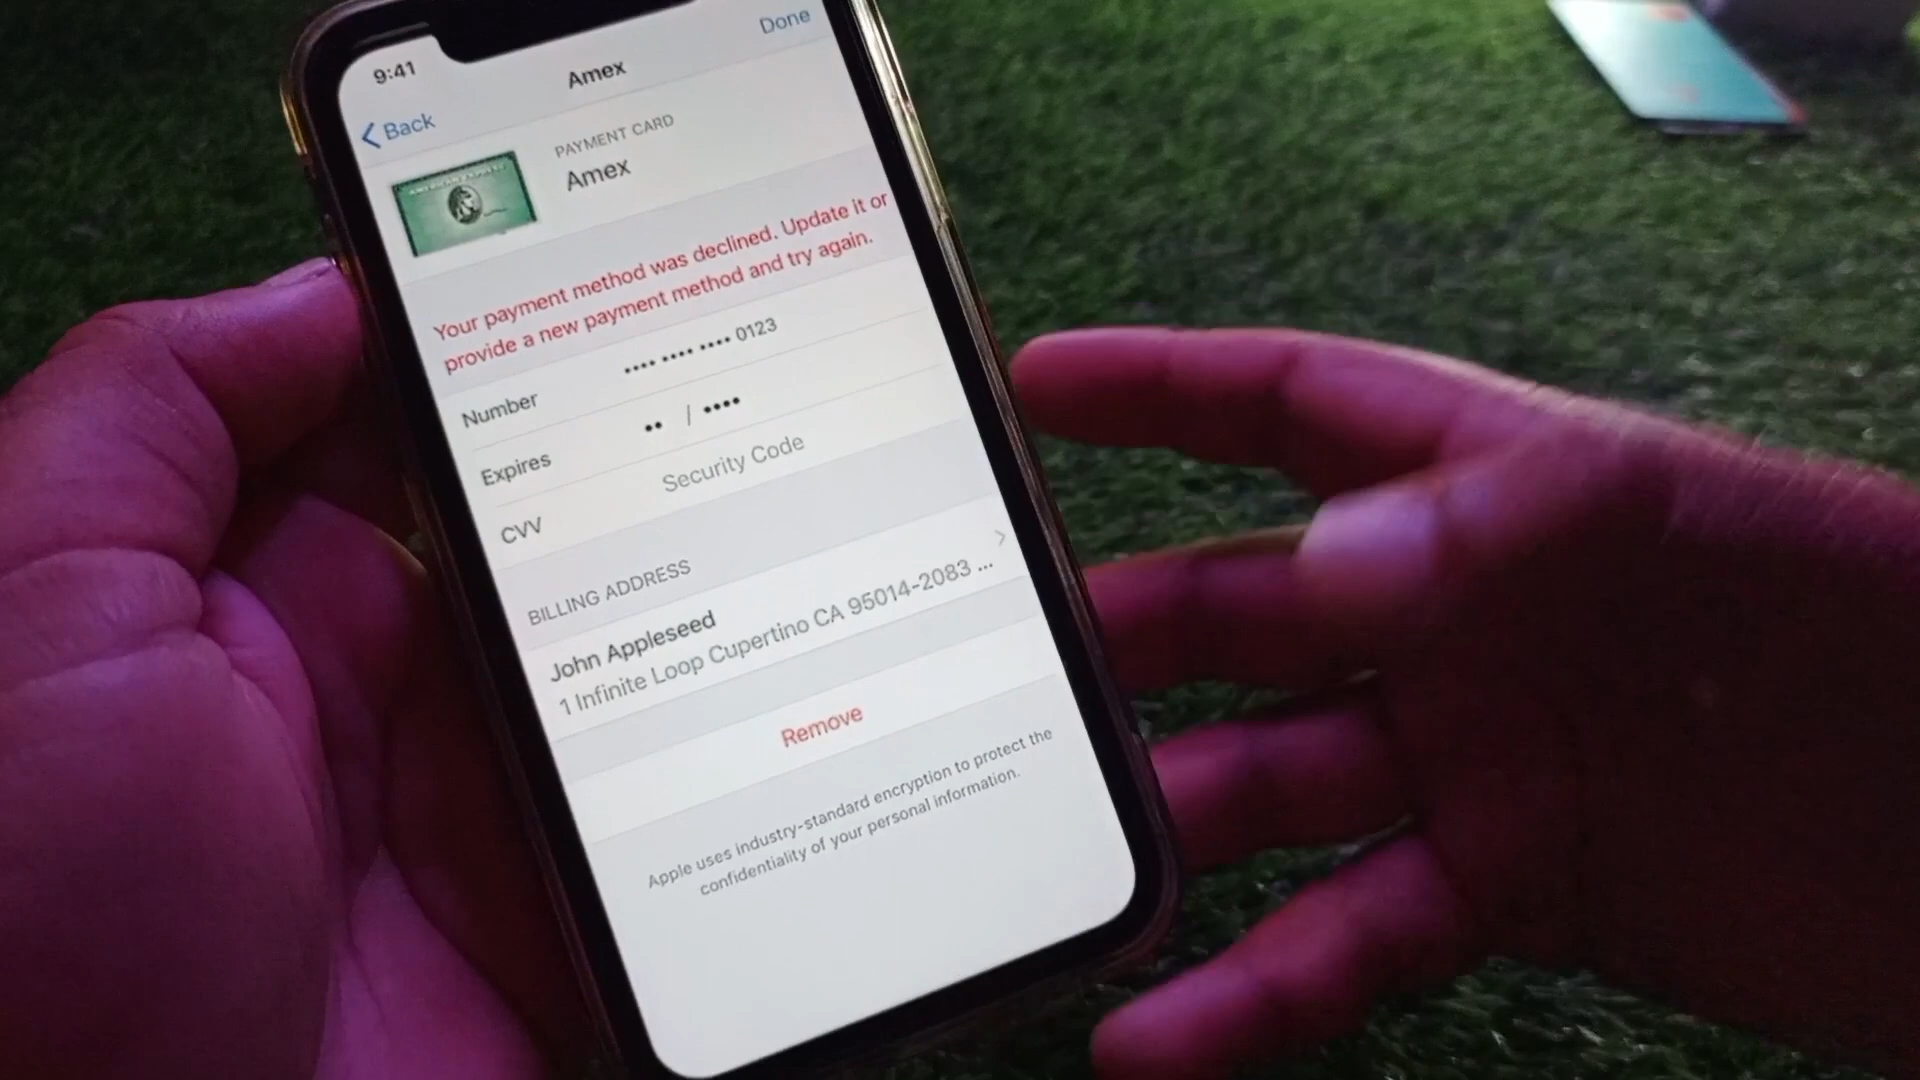 9:41
Done
Back
Amex
AMERICAN EXPRESS
PAYMENT CARD
Amex
Your payment method was declined. Update it or
provide a new payment method and try again.
Number •••• •••• •••• 0123
Expires •• / ••••
CVV Security Code
BILLING ADDRESS
John Appleseed
1 Infinite Loop Cupertino CA 95014-2083 ...
Remove
Apple uses industry-standard encryption to protect the
confidentiality of your personal information.